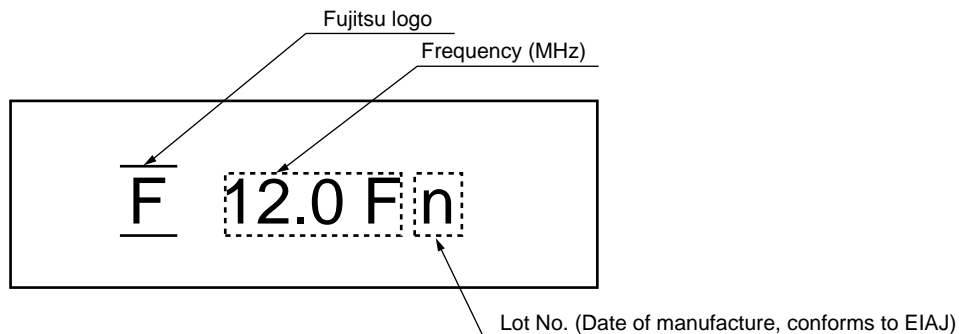 Fujitsu logo
Frequency (MHz)
F 12.0 F n
Lot No. (Date of manufacture, conforms to EIAJ)